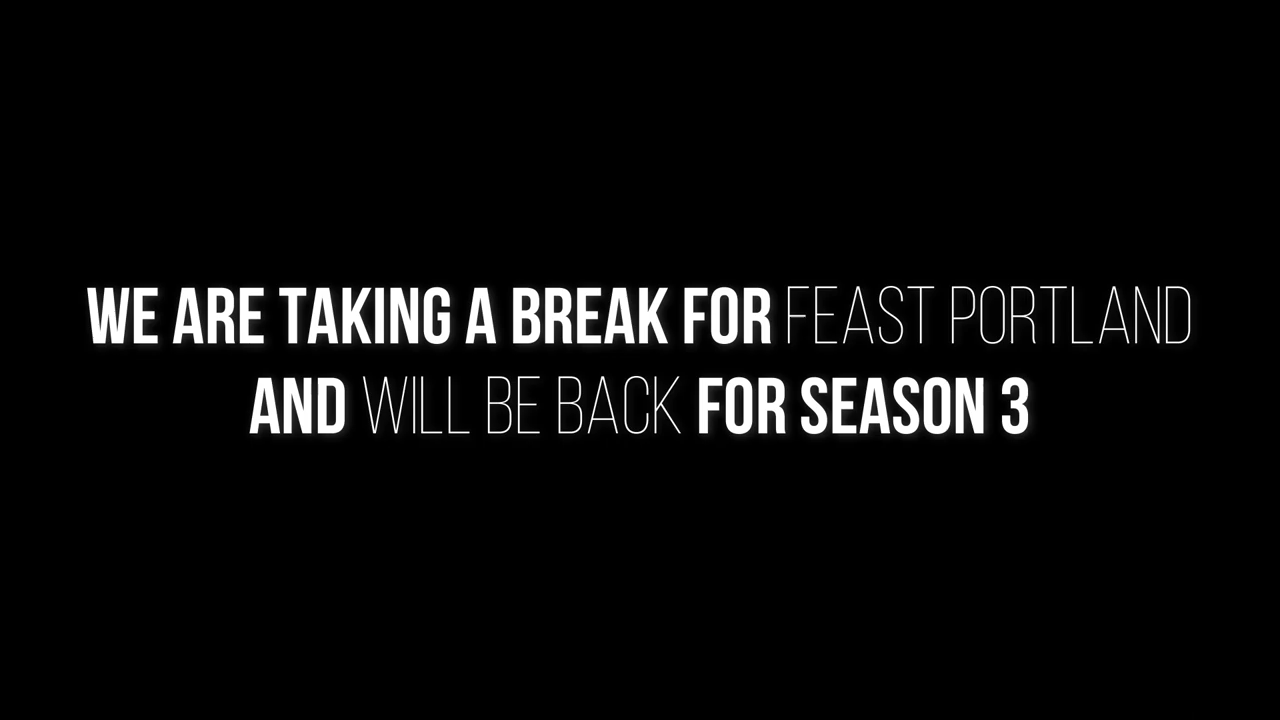 WE ARE TAKING A BREAK FOR FEAST PORTLAND
AND WILL BE BACK FOR SEASON 3